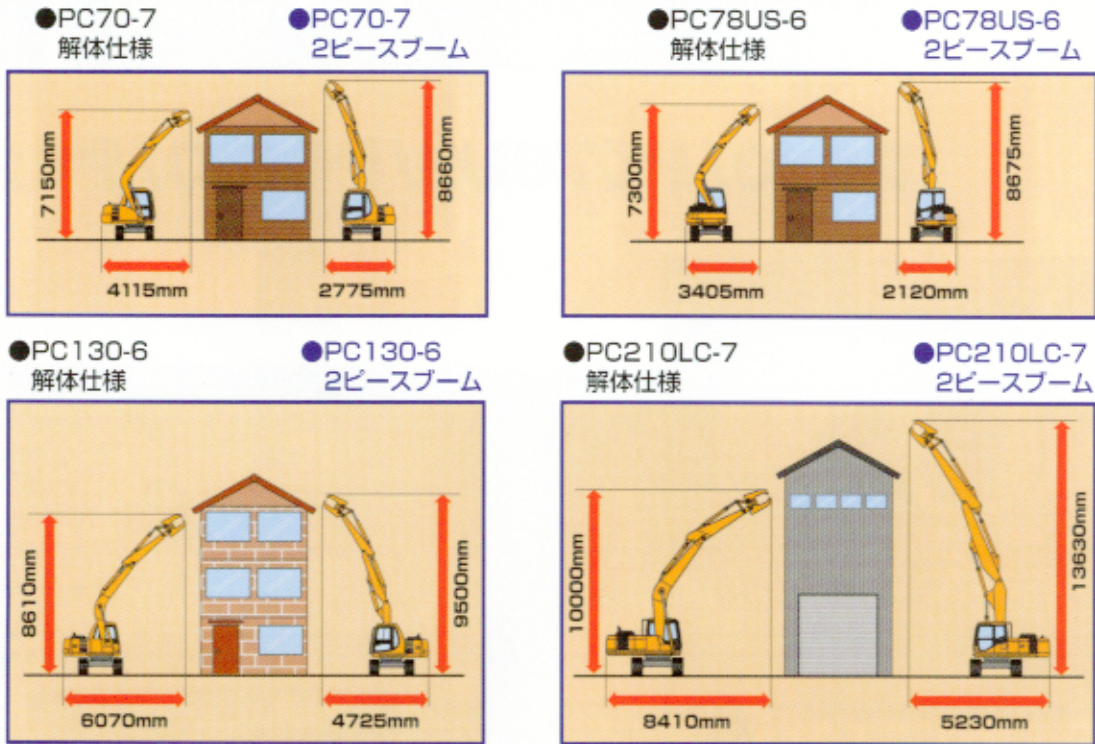 ●PC70-7
解体仕様
●PC70-7
2ピースブーム
7150mm
8660mm
4115mm
2775mm
●PC78US-6
解体仕様
●PC78US-6
2ピースブーム
7300mm
8675mm
3405mm
2120mm
●PC130-6
解体仕様
●PC130-6
2ピースブーム
8610mm
9500mm
6070mm
4725mm
●PC210LC-7
解体仕様
●PC210LC-7
2ピースブーム
10000mm
13630mm
8410mm
5230mm